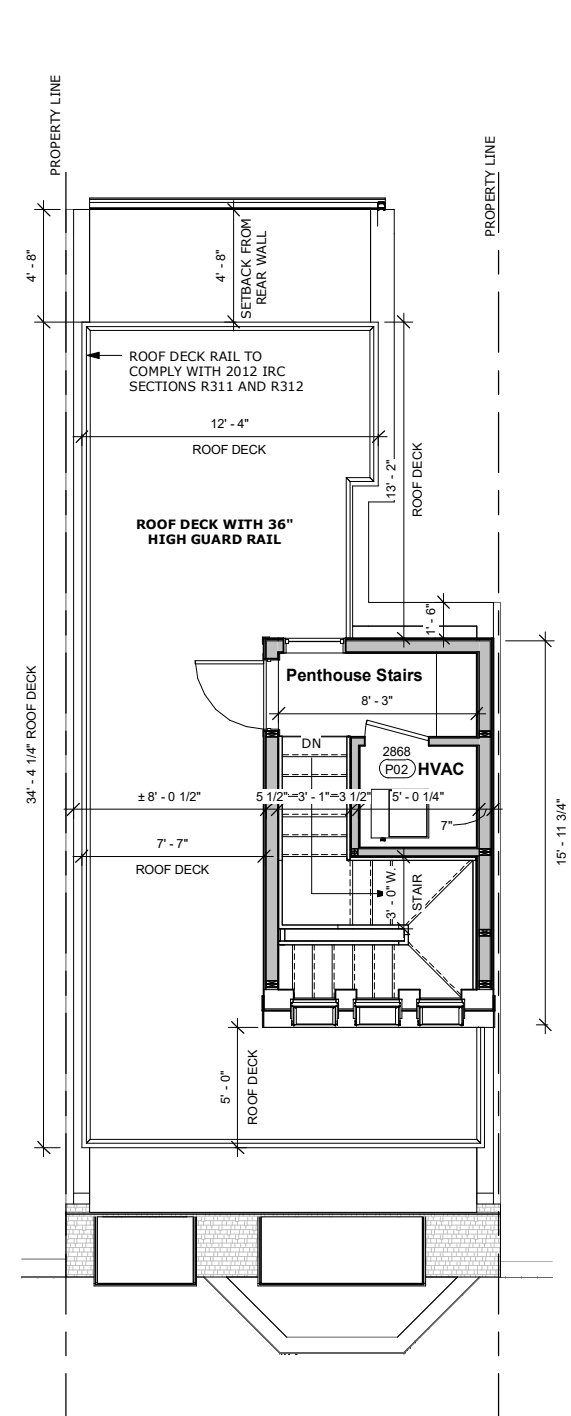 PROPERTY LINE
PROPERTY LINE
4' - 8"
4' - 8"
SETBACK FROM
REAR WALL
ROOF DECK RAIL TO
COMPLY WITH 2012 IRC
SECTIONS R311 AND R312
12' - 4"
ROOF DECK
13' - 2"
ROOF DECK
ROOF DECK WITH 36"
HIGH GUARD RAIL
1' - 6"
34' - 4 1/4" ROOF DECK
Penthouse Stairs
8' - 3"
DN
2868
P02 HVAC
± 8' - 0 1/2"
5 1/2"
3' - 1"
3 1/2"
5' - 0 1/4"
7"
15' - 11 3/4"
7' - 7"
ROOF DECK
3' - 0" W.
STAIR
5' - 0"
ROOF DECK